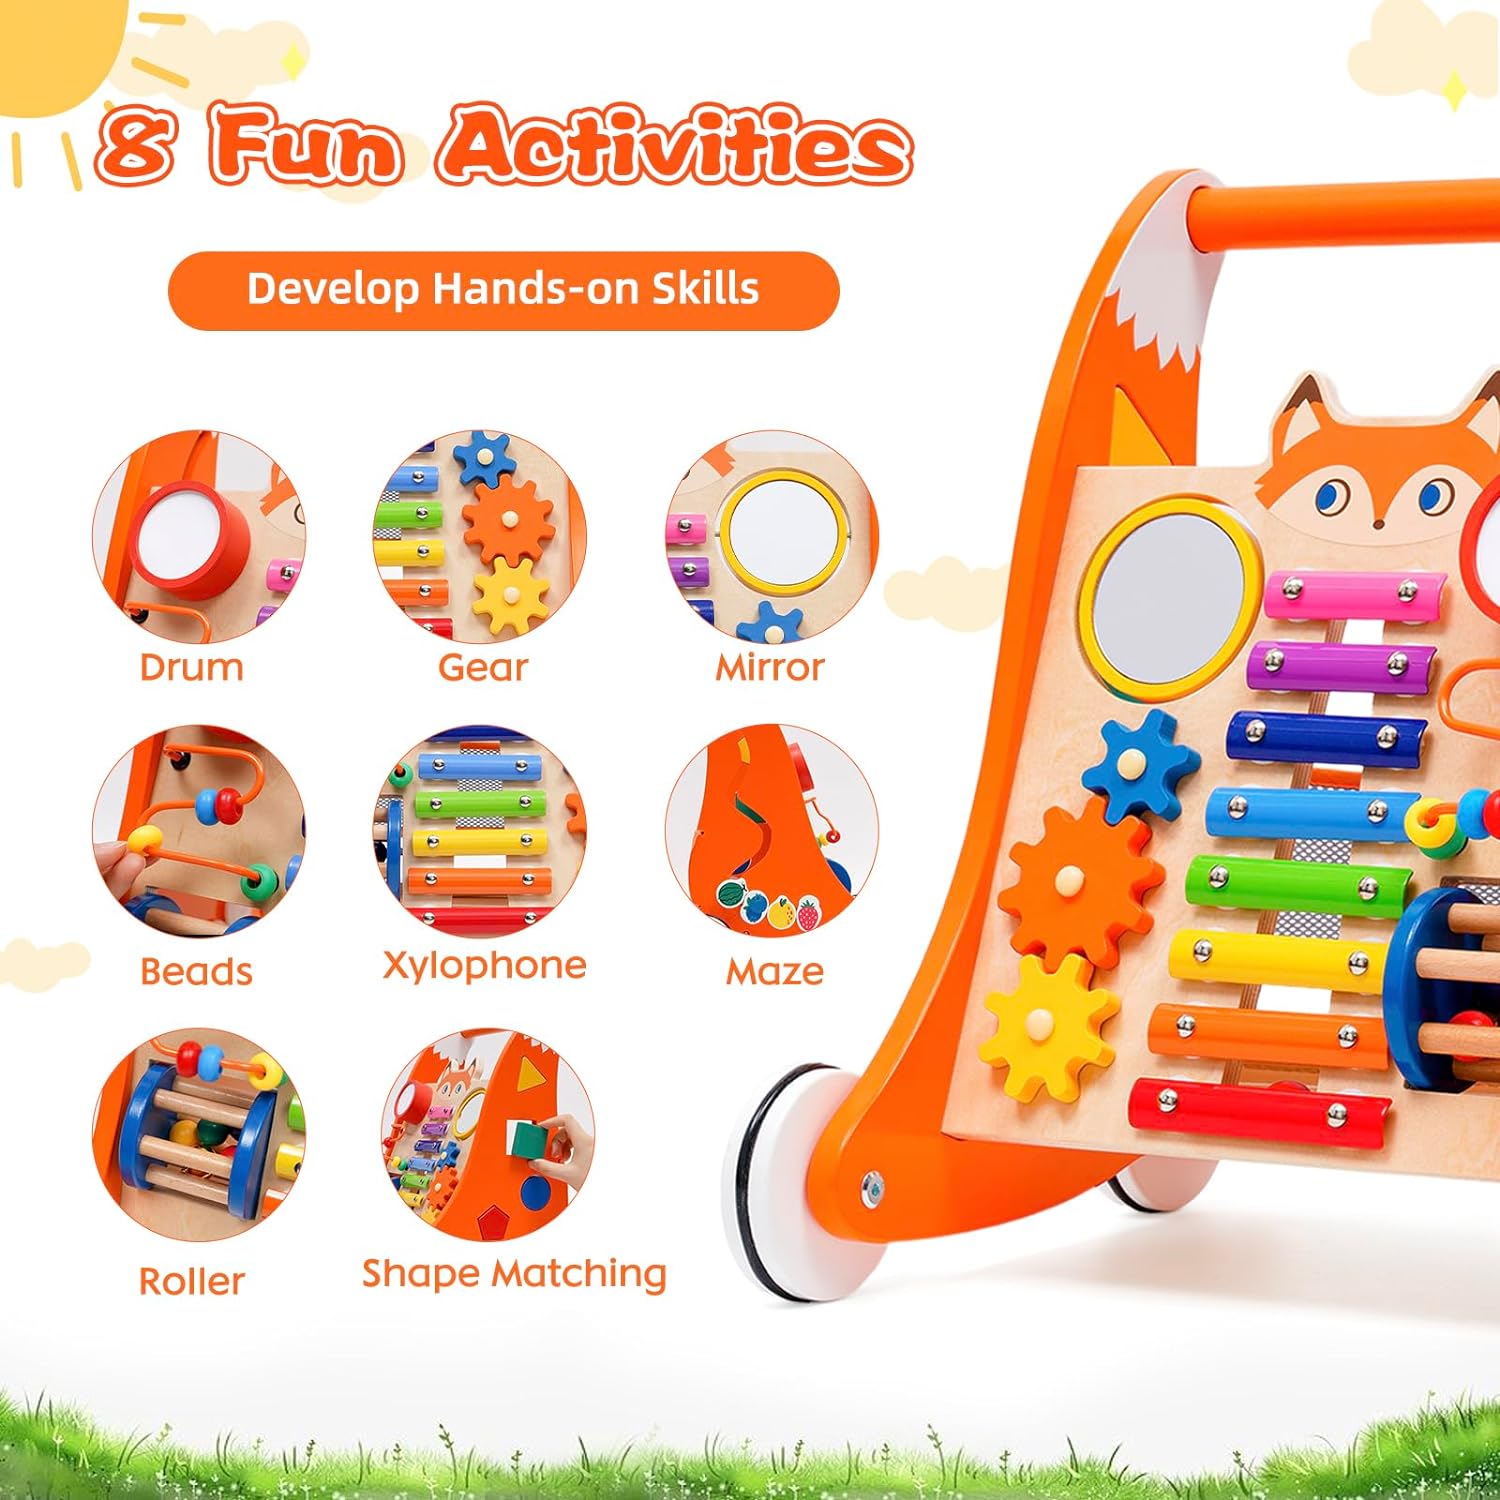 8 Fun Activities
Develop Hands-on Skills
Drum
Gear
Mirror
Beads
Xylophone
Maze
Roller
Shape Matching